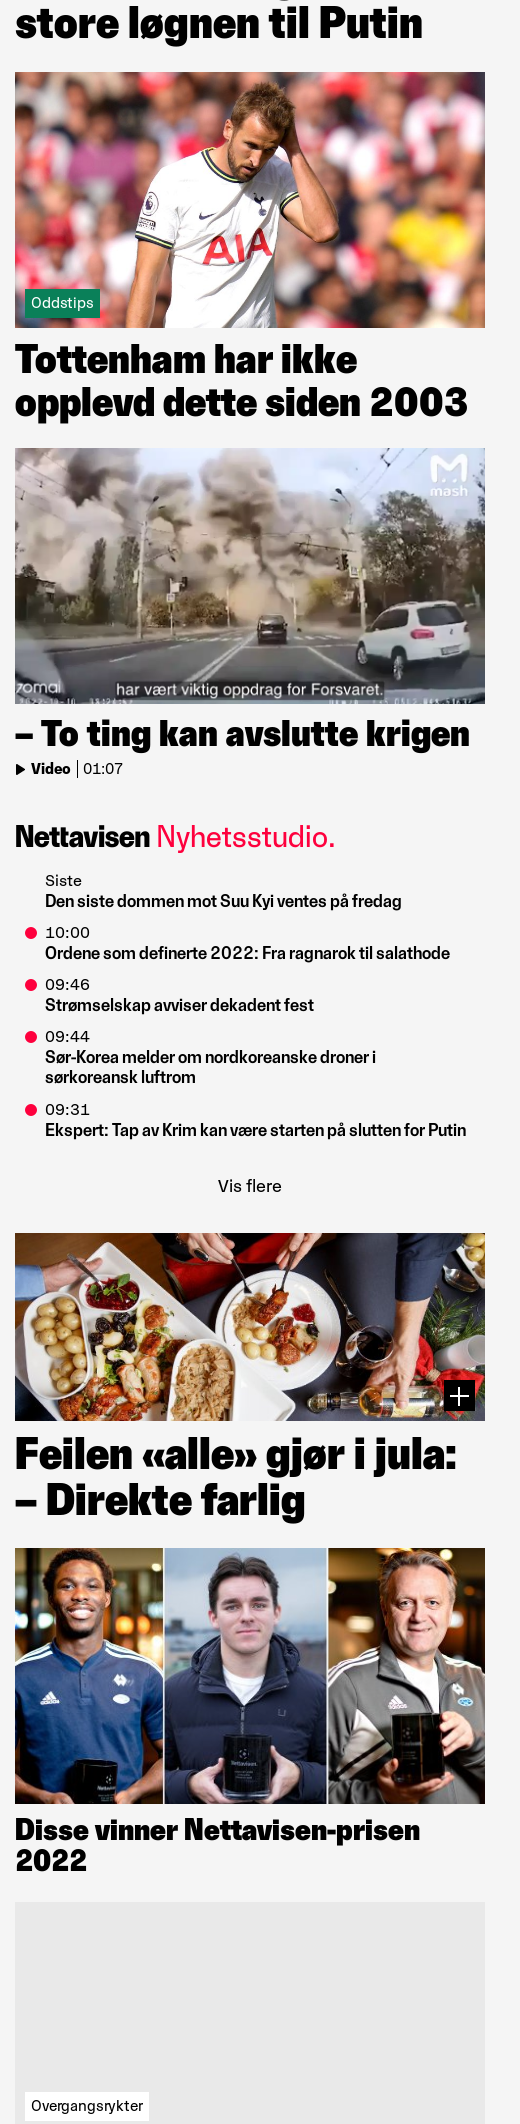 store løgnen til Putin
AIA
Oddstips
Tottenham har ikke
opplevd dette siden 2003
mash
zomai
har vært viktig oppdrag for Forsvaret.
– To ting kan avslutte krigen
Video | 01:07
Nettavisen Nyhetsstudio.
Siste
Den siste dommen mot Suu Kyi ventes på fredag
10:00
Ordene som definerte 2022: Fra ragnarok til salathode
09:46
Strømselskap avviser dekadent fest
09:44
Sør-Korea melder om nordkoreanske droner i
sørkoreansk luftrom
09:31
Ekspert: Tap av Krim kan være starten på slutten for Putin
Vis flere
Feilen «alle» gjør i jula:
– Direkte farlig
adidas
Nettavisen.
adidas
Disse vinner Nettavisen-prisen
2022
Overgangsrykter